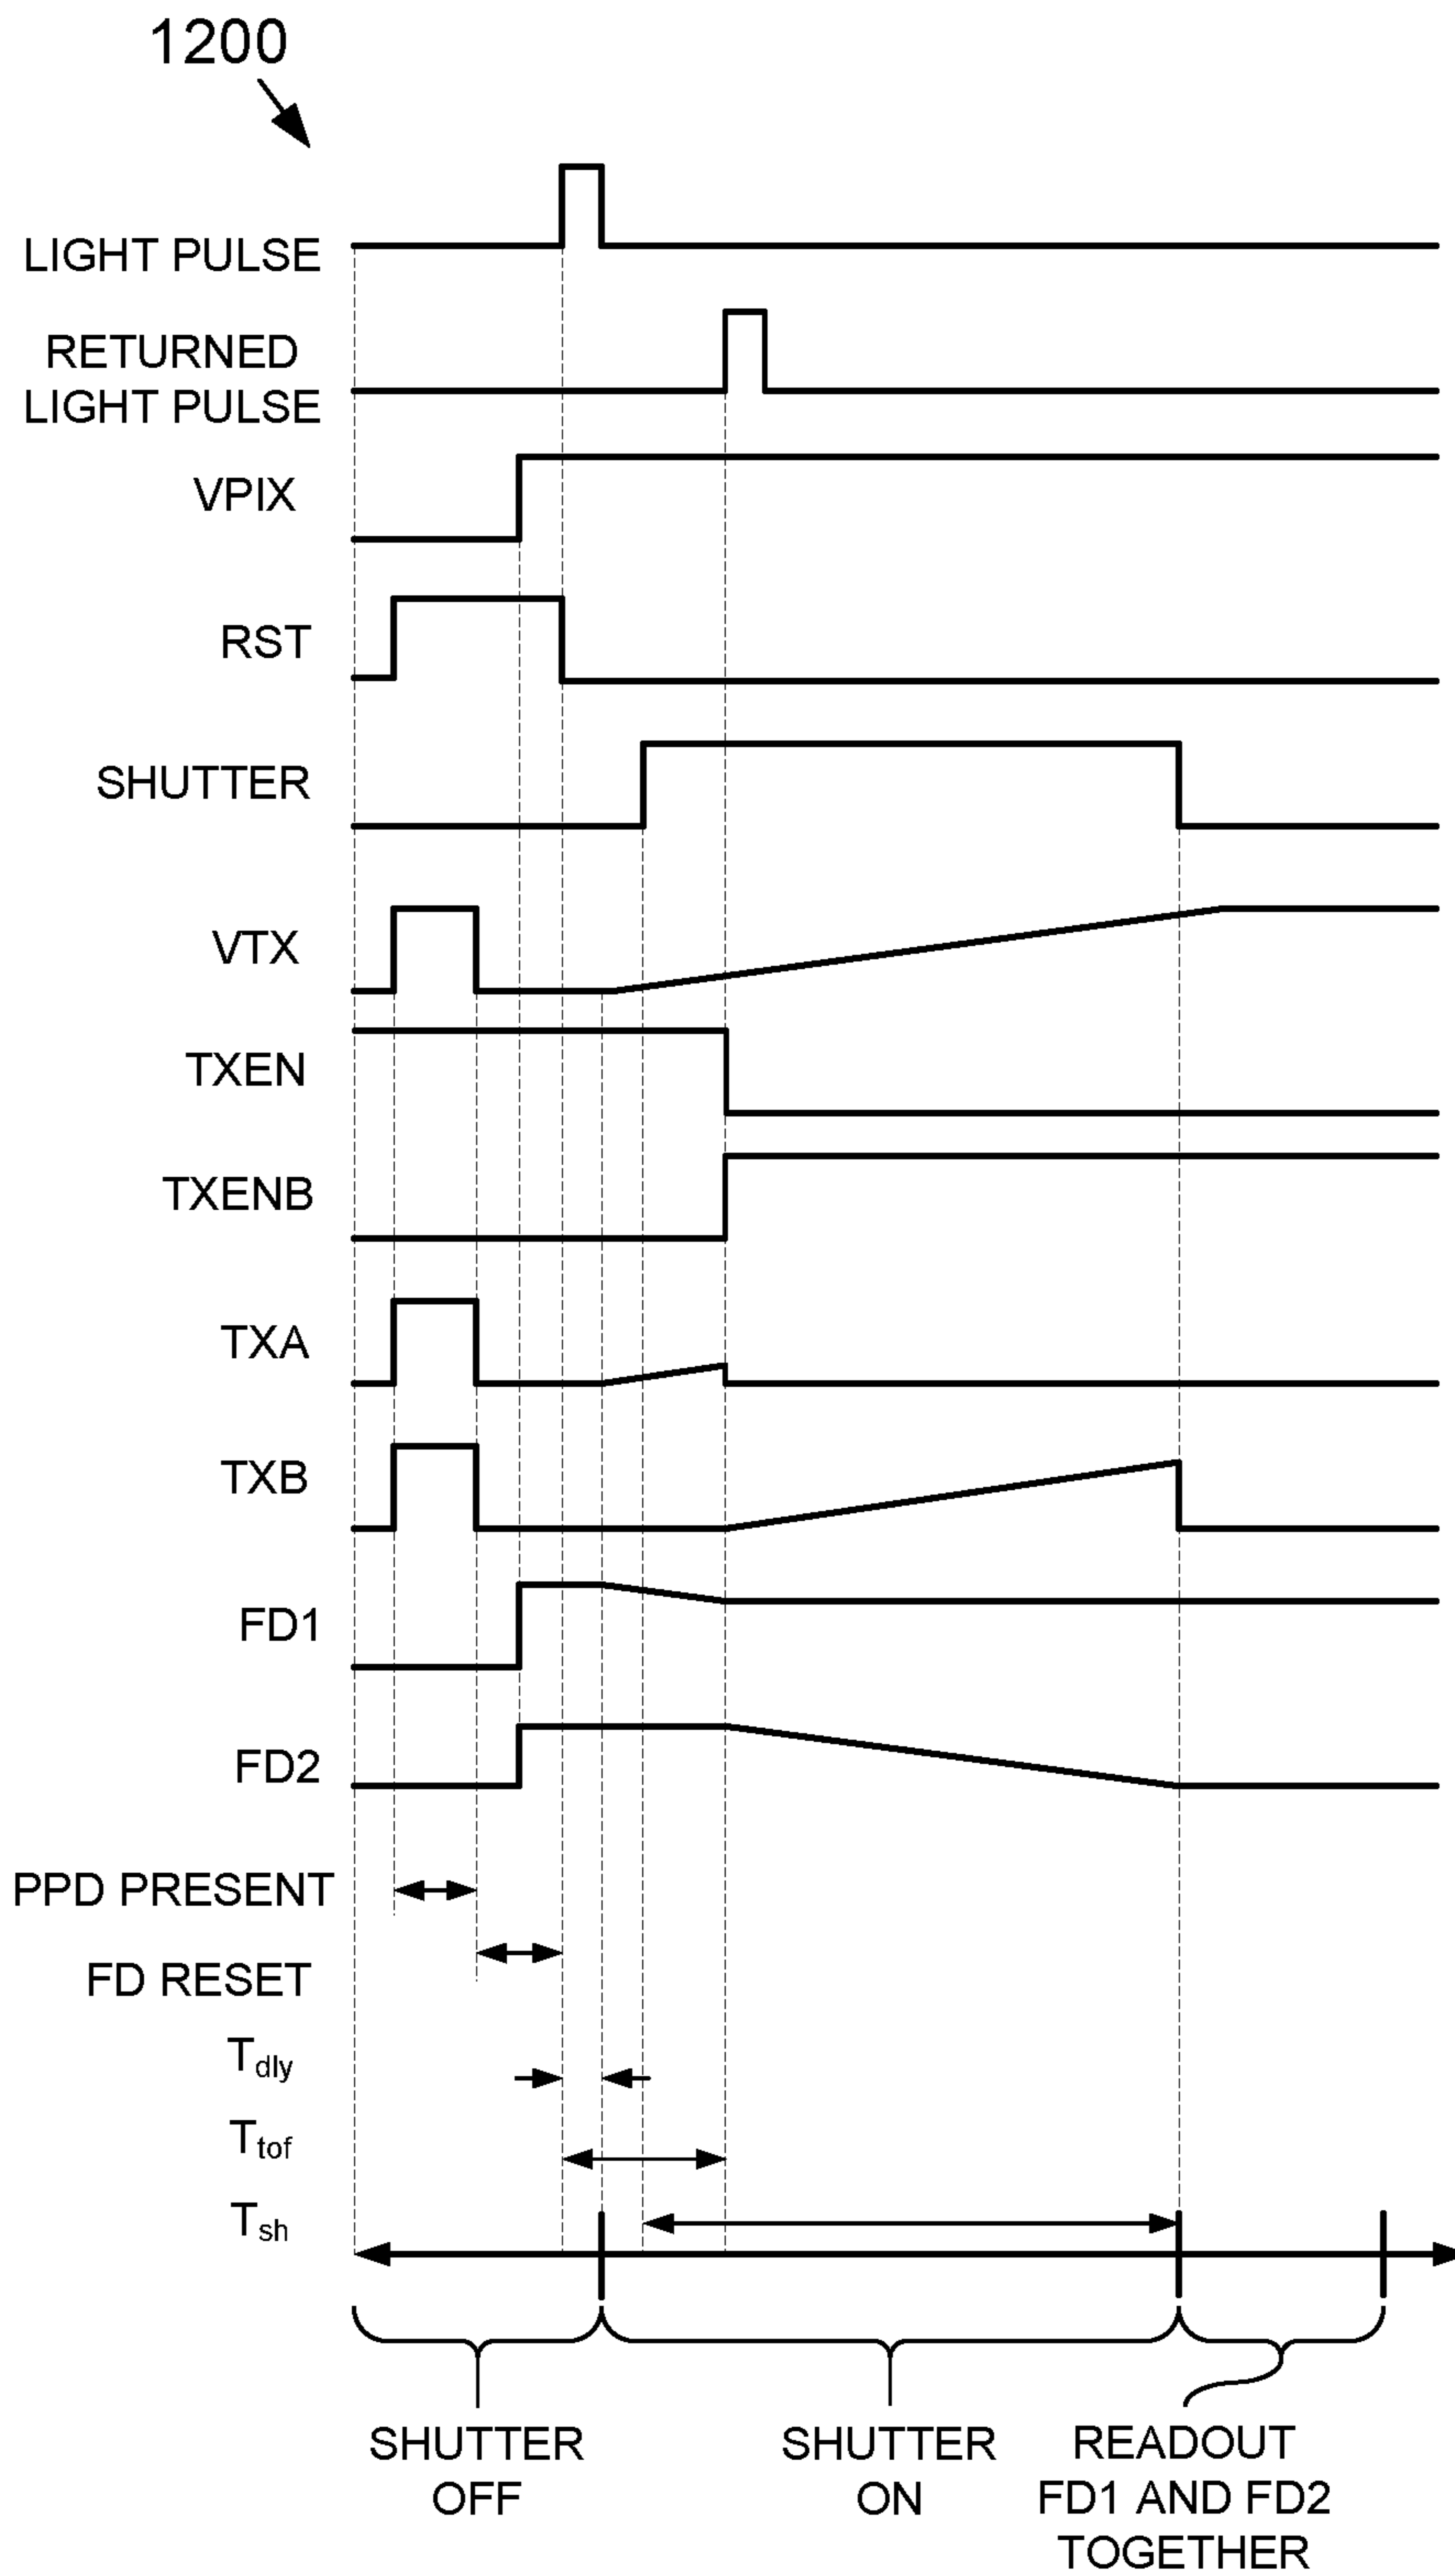 1200
LIGHT PULSE
RETURNED
LIGHT PULSE
VPIX
RST
SHUTTER
VTX
TXEN
TXENB
TXA
TXB
FD1
FD2
PPD PRESENT
FD RESET
Tdly
Ttof
Tsh
SHUTTER
OFF
SHUTTER
ON
READOUT
FD1 AND FD2
TOGETHER